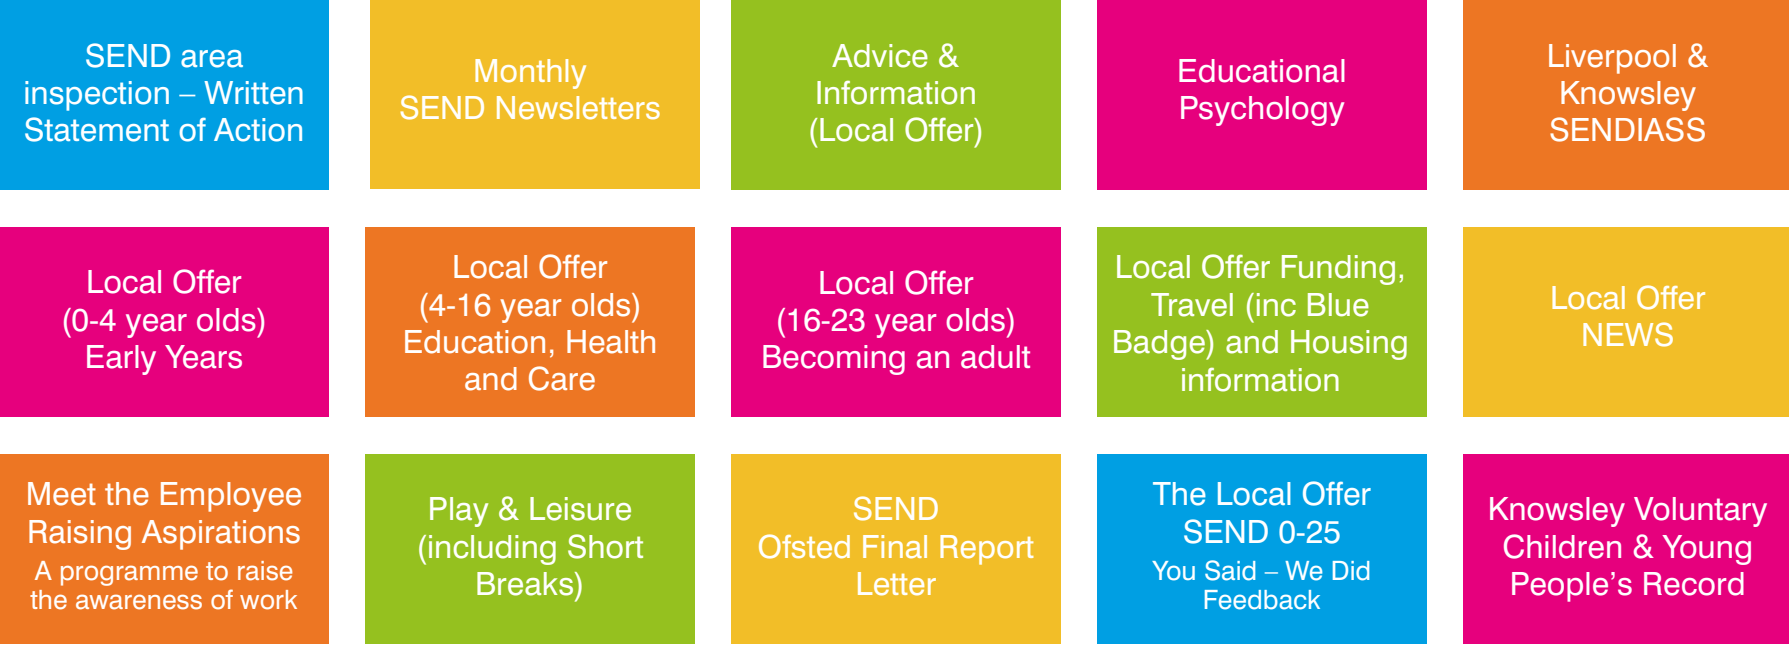 SEND area
inspection – Written
Statement of Action
Monthly
SEND Newsletters
Advice &
Information
(Local Offer)
Educational
Psychology
Liverpool &
Knowsley
SENDIASS
Local Offer
(0-4 year olds)
Early Years
Local Offer
(4-16 year olds)
Education, Health
and Care
Local Offer
(16-23 year olds)
Becoming an adult
Local Offer Funding,
Travel (inc Blue
Badge) and Housing
information
Local Offer
NEWS
Meet the Employee
Raising Aspirations
A programme to raise
the awareness of work
Play & Leisure
(including Short
Breaks)
SEND
Ofsted Final Report
Letter
The Local Offer
SEND 0-25
You Said – We Did
Feedback
Knowsley Voluntary
Children & Young
People’s Record